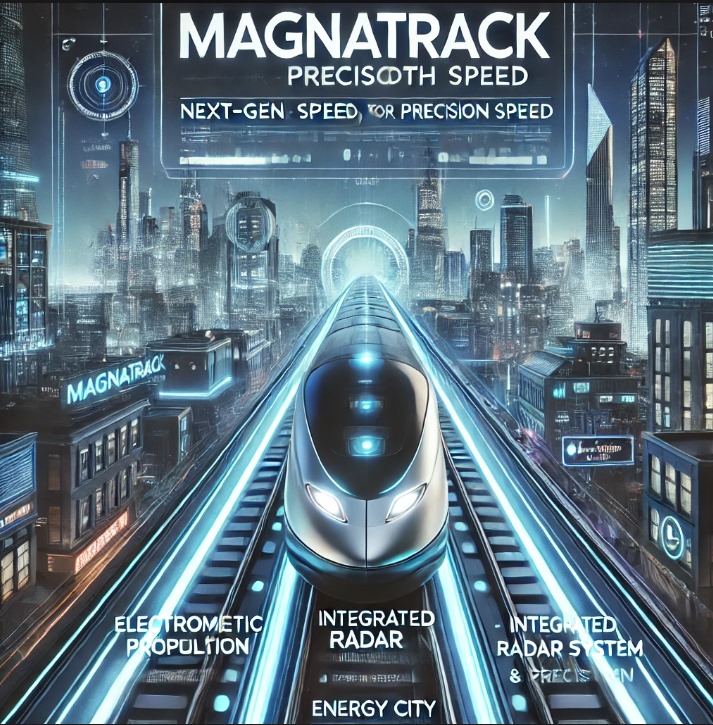 MAGNATRACK
PRECISOTH SPEED
NEXT-GEN SPEED, FOR PRECISION SPEED
MAGNATRACK
ELECTROMETIC
PROPULTION
INTEGRATED
RADAR
INTEGRATED
RADAR SYSTEM
&
ENERGY CITY